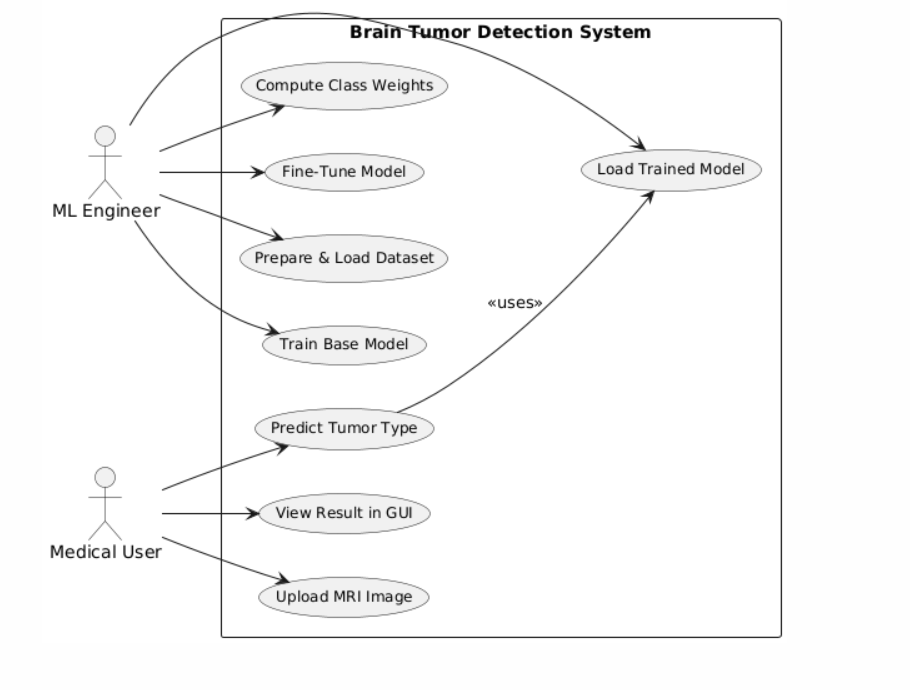 Brain Tumor Detection System
Compute Class Weights
Fine-Tune Model
Load Trained Model
ML Engineer
Prepare & Load Dataset
«uses»
Train Base Model
Predict Tumor Type
View Result in GUI
Medical User
Upload MRI Image